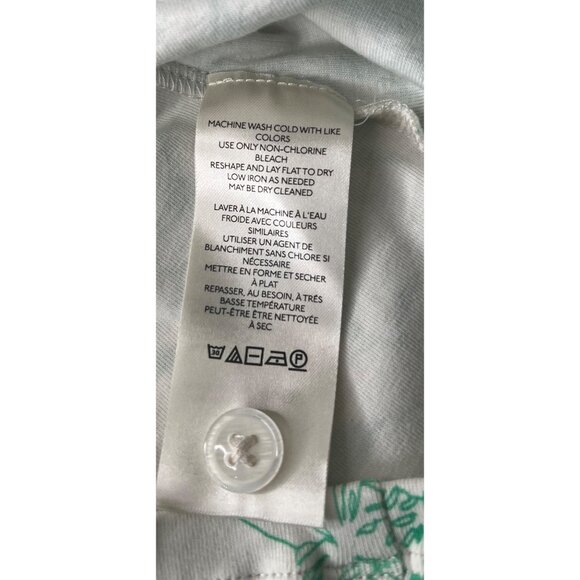 MACHINE WASH COLD WITH LIKE
COLORS
USE ONLY NON-CHLORINE
BLEACH
RESHAPE AND LAY FLAT TO DRY
LOW IRON AS NEEDED
MAY BE DRY CLEANED
LAVER À LA MACHINE À L'EAU
FROIDE AVEC COULEURS
SIMILAIRES
UTILISER UN AGENT DE
BLANCHIMENT SANS CHLORE SI
NÉCESSAIRE
METTRE EN FORME ET SECHER
À PLAT
REPASSER, AU BESOIN, À TRÉS
BASSE TEMPÉRATURE
PEUT-ÊTRE ÊTRE NETTOYÉE
À SEC
30 P